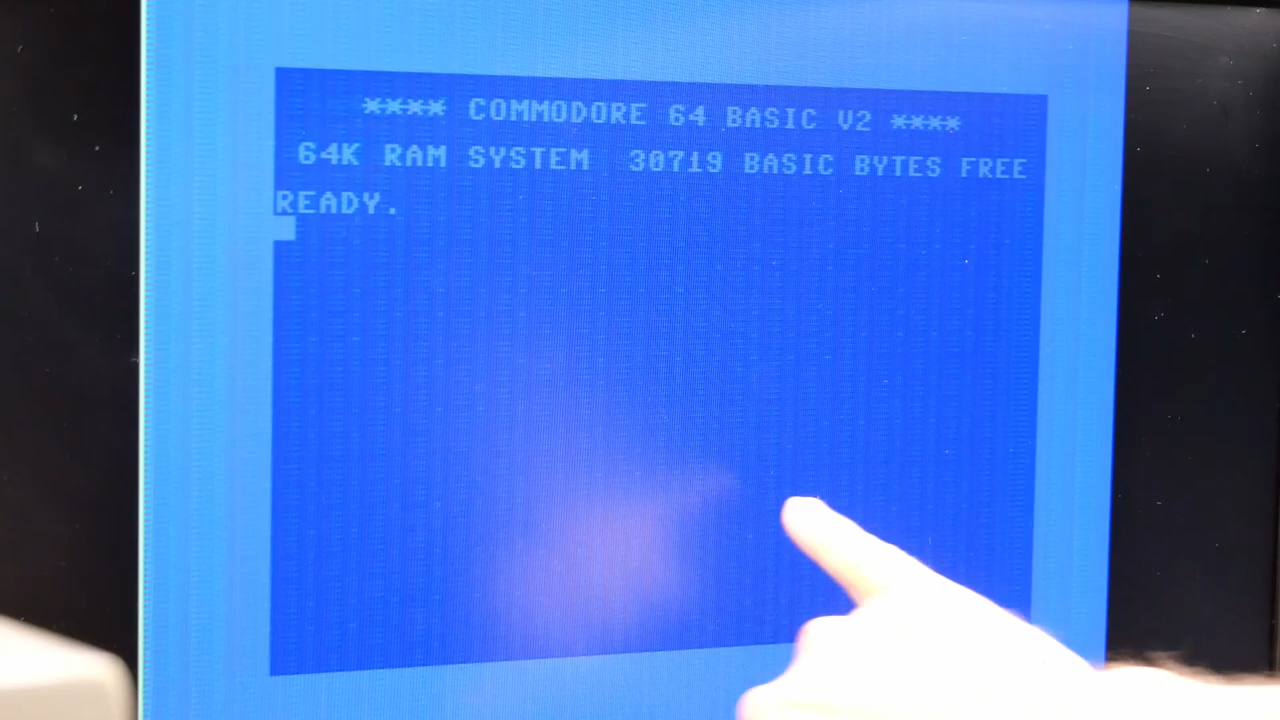 **** COMMODORE 64 BASIC V2 ****
64K RAM SYSTEM  30719 BASIC BYTES FREE
READY.